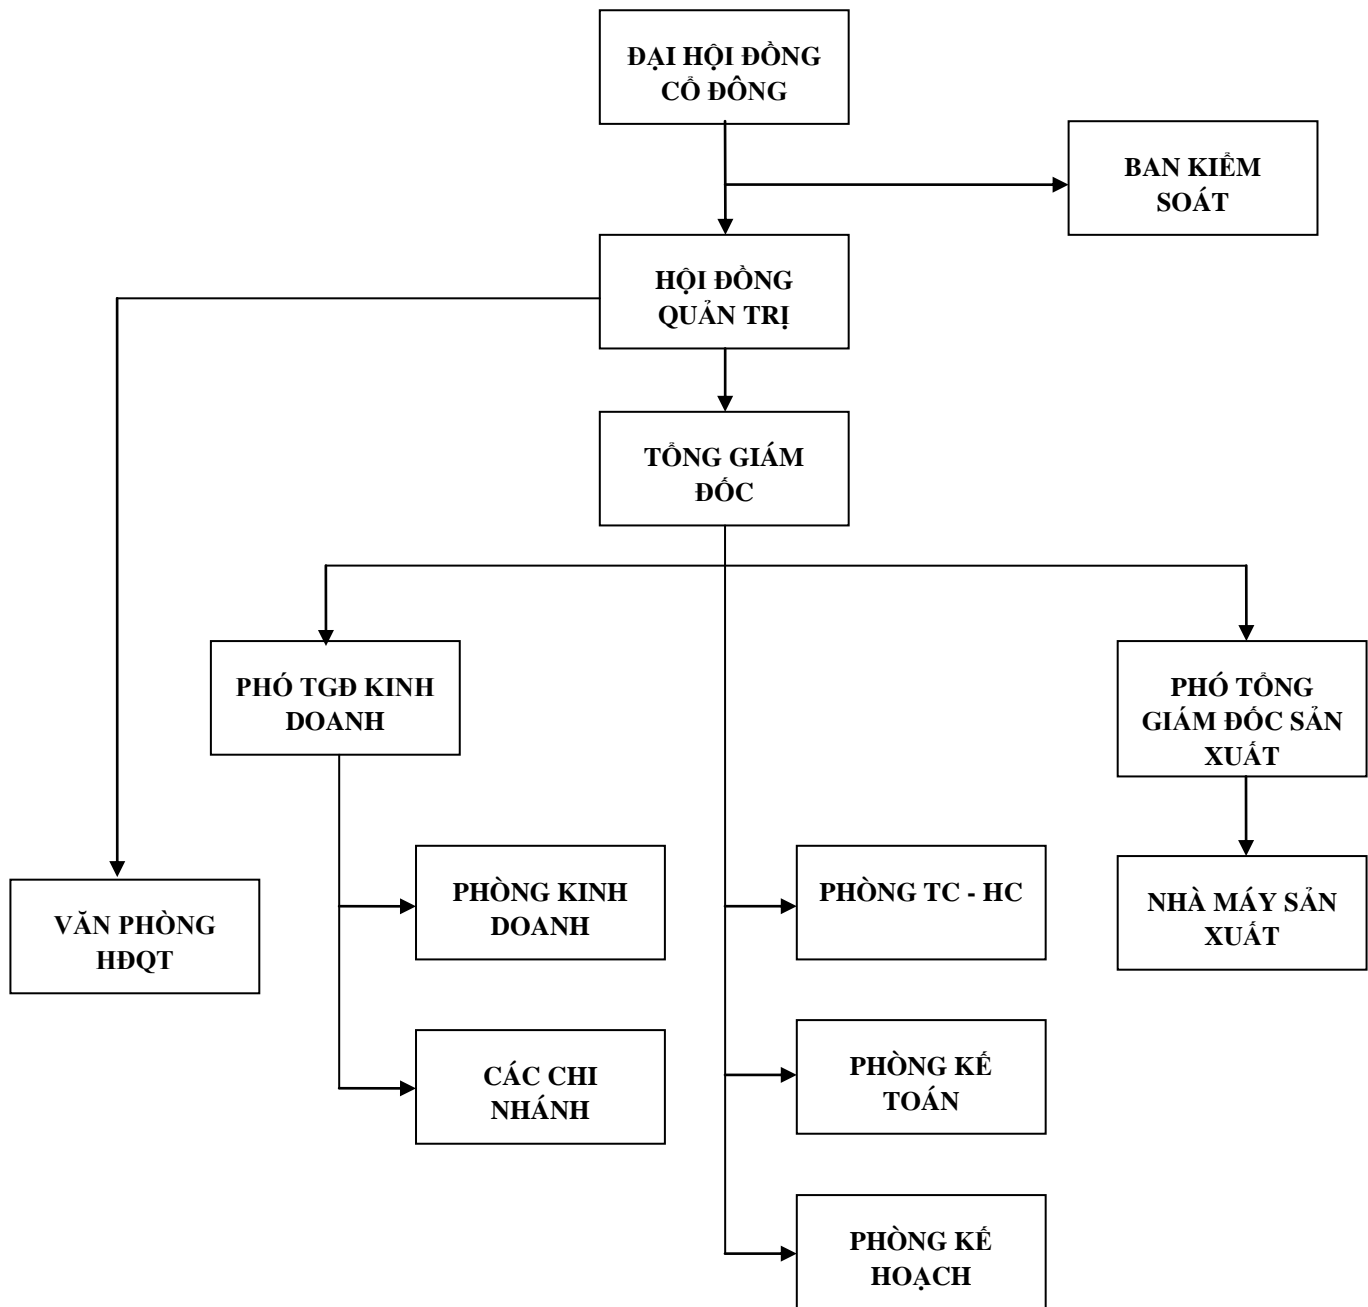 ĐẠI HỘI ĐỒNG
CỔ ĐÔNG
BAN KIỂM
SOÁT
HỘI ĐỒNG
QUẢN TRỊ
TỔNG GIÁM
ĐỐC
PHÓ TGĐ KINH
DOANH
PHÓ TỔNG
GIÁM ĐỐC SẢN
XUẤT
VĂN PHÒNG
HĐQT
PHÒNG KINH
DOANH
PHÒNG TC - HC
NHÀ MÁY SẢN
XUẤT
CÁC CHI
NHÁNH
PHÒNG KẾ
TOÁN
PHÒNG KẾ
HOẠCH